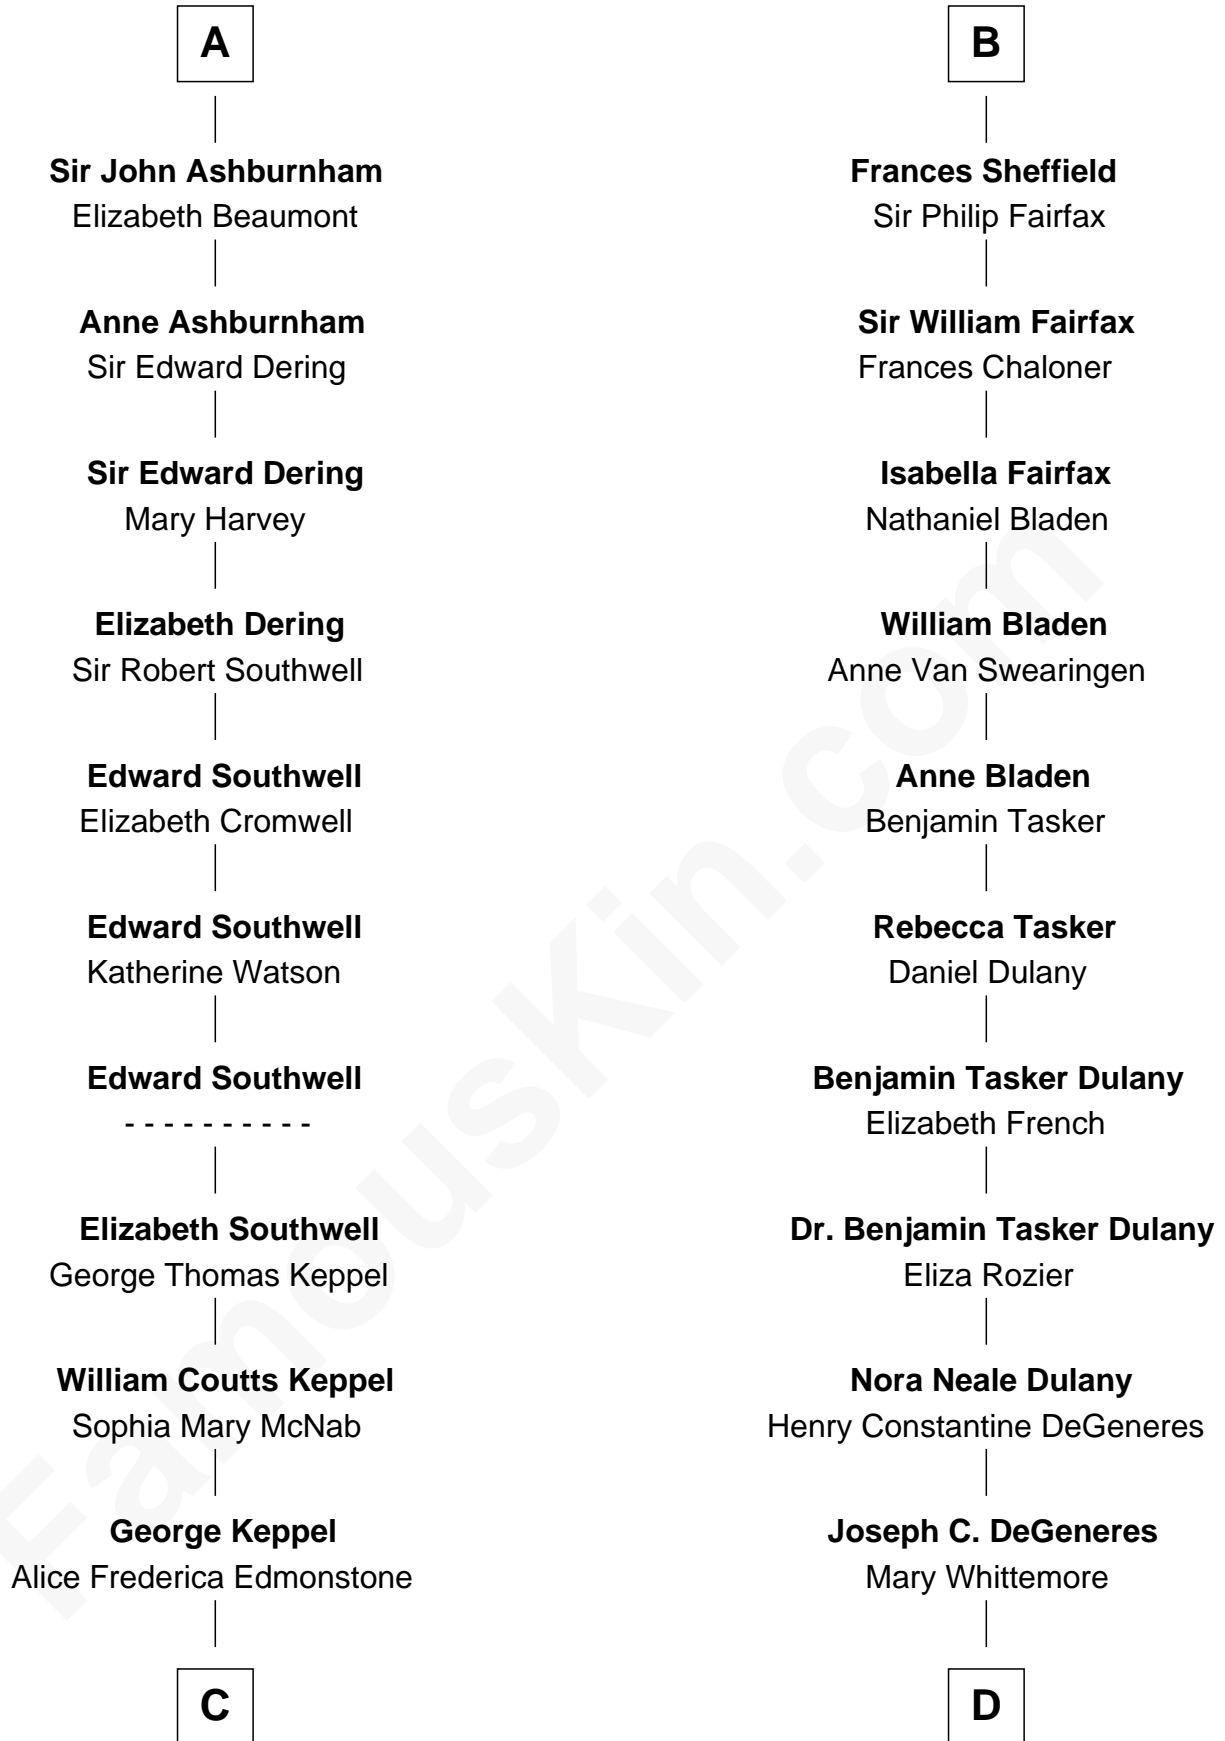 A
Sir John Ashburnham
Elizabeth Beaumont
Anne Ashburnham
Sir Edward Dering
Sir Edward Dering
Mary Harvey
Elizabeth Dering
Sir Robert Southwell
Edward Southwell
Elizabeth Cromwell
Edward Southwell
Katherine Watson
Edward Southwell
- - - - - - - - - -
Elizabeth Southwell
George Thomas Keppel
William Coutts Keppel
Sophia Mary McNab
George Keppel
Alice Frederica Edmonstone
C
B
Frances Sheffield
Sir Philip Fairfax
Sir William Fairfax
Frances Chaloner
Isabella Fairfax
Nathaniel Bladen
William Bladen
Anne Van Swearingen
Anne Bladen
Benjamin Tasker
Rebecca Tasker
Daniel Dulany
Benjamin Tasker Dulany
Elizabeth French
Dr. Benjamin Tasker Dulany
Eliza Rozier
Nora Neale Dulany
Henry Constantine DeGeneres
Joseph C. DeGeneres
Mary Whittemore
D
FamousKin.com